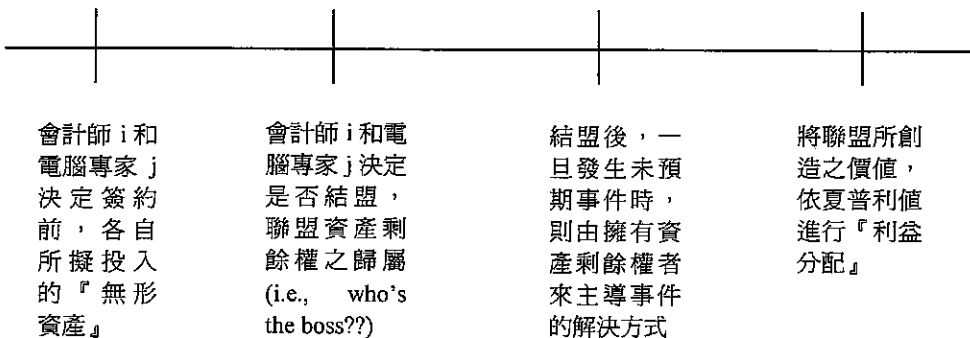 會計師 i 和
電腦專家 j
決定簽約
前，各自
所擬投入
的『無形
資產』
會計師 i 和電
腦專家 j 決定
是否結盟，
聯盟資產剩
餘權之歸屬
(i.e., who's
the boss??)
結盟後，一
旦發生未預
期事件時，
則由擁有資
產剩餘權者
來主導事件
的解決方式
將聯盟所創
造之價值，
依夏普利值
進行『利益
分配』